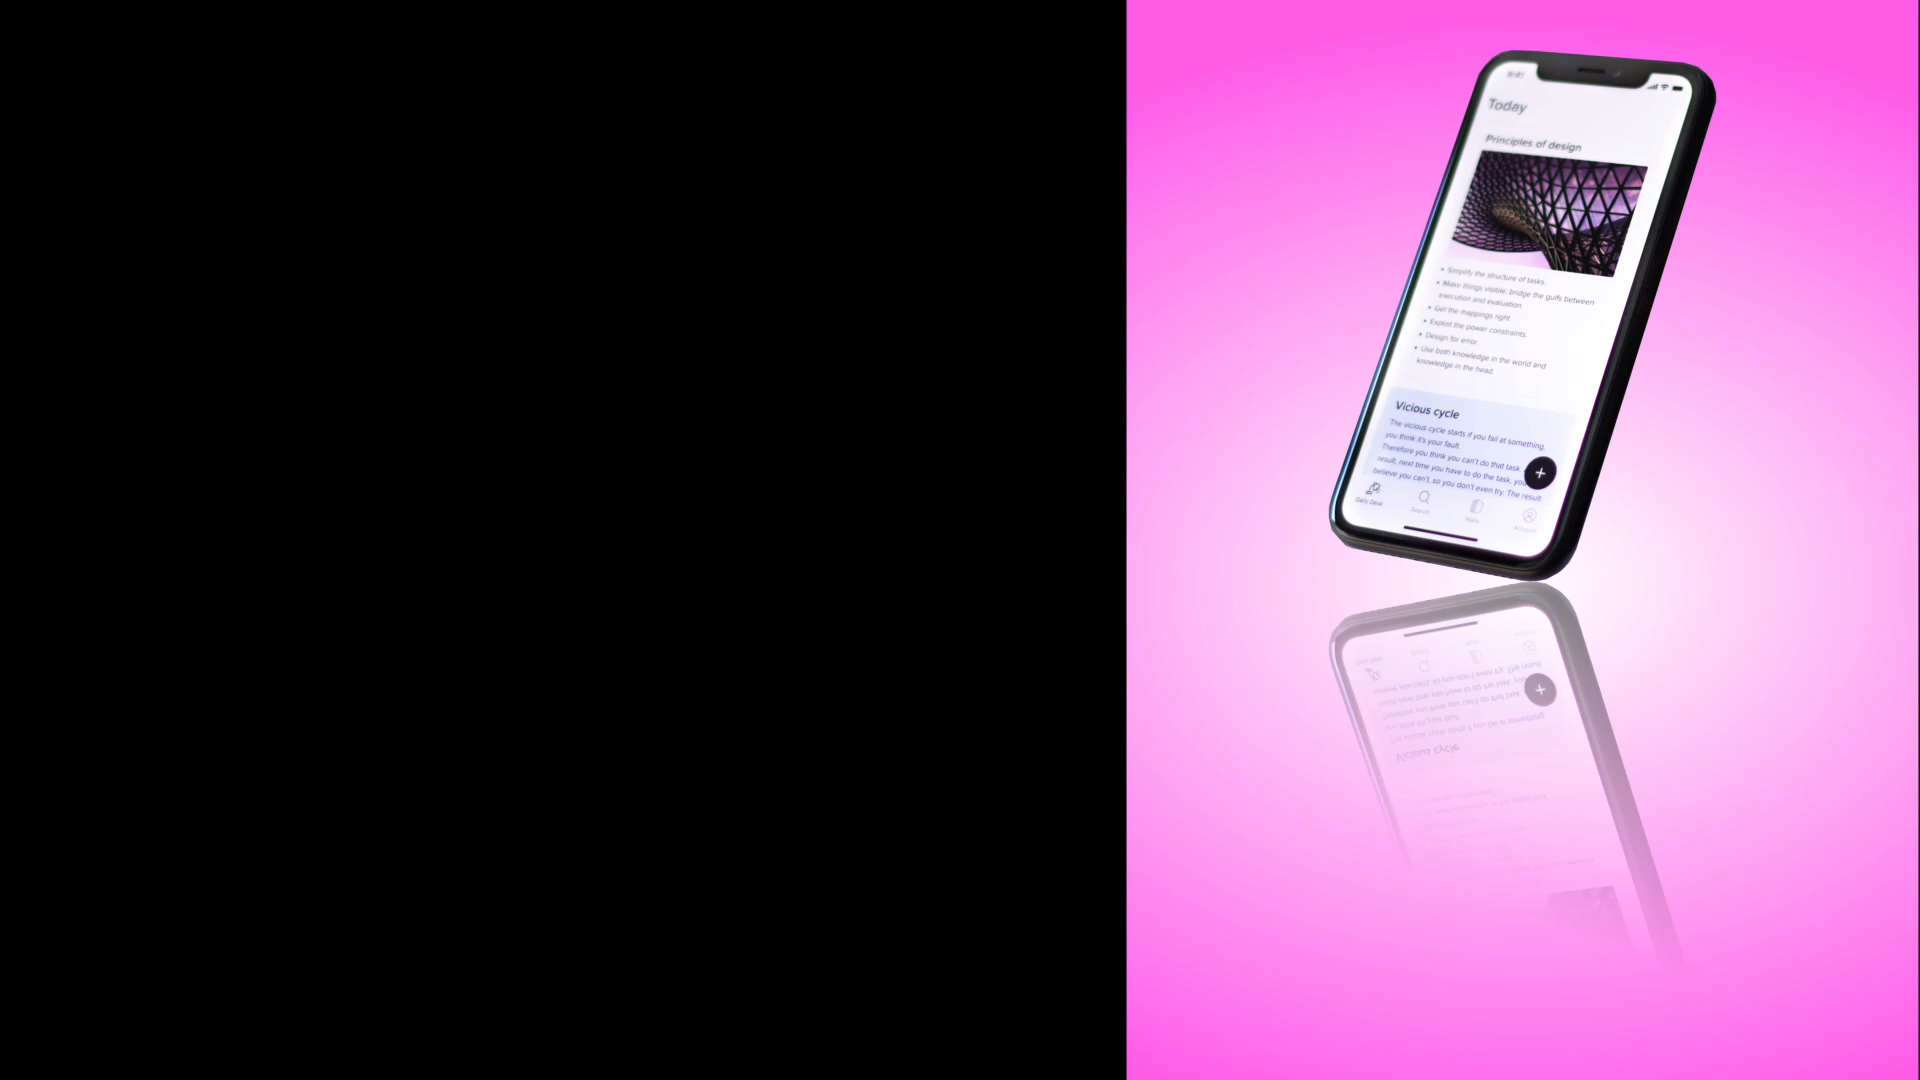 9:41
Today
Principles of design
• Simplify the structure of tasks.
• Make things visible: bridge the gulfs between
execution and evaluation.
• Get the mappings right.
• Exploit the power constraints.
• Design for error.
• Use both knowledge in the world and
knowledge in the head.
Vicious cycle
The vicious cycle starts if you fail at something,
you think it's your fault.
Therefore you think you can't do that task.
result, next time you have to do the task, you
believe you can't, so you don't even try. The result
Daily Desk
Search
Account
Vicious cycle